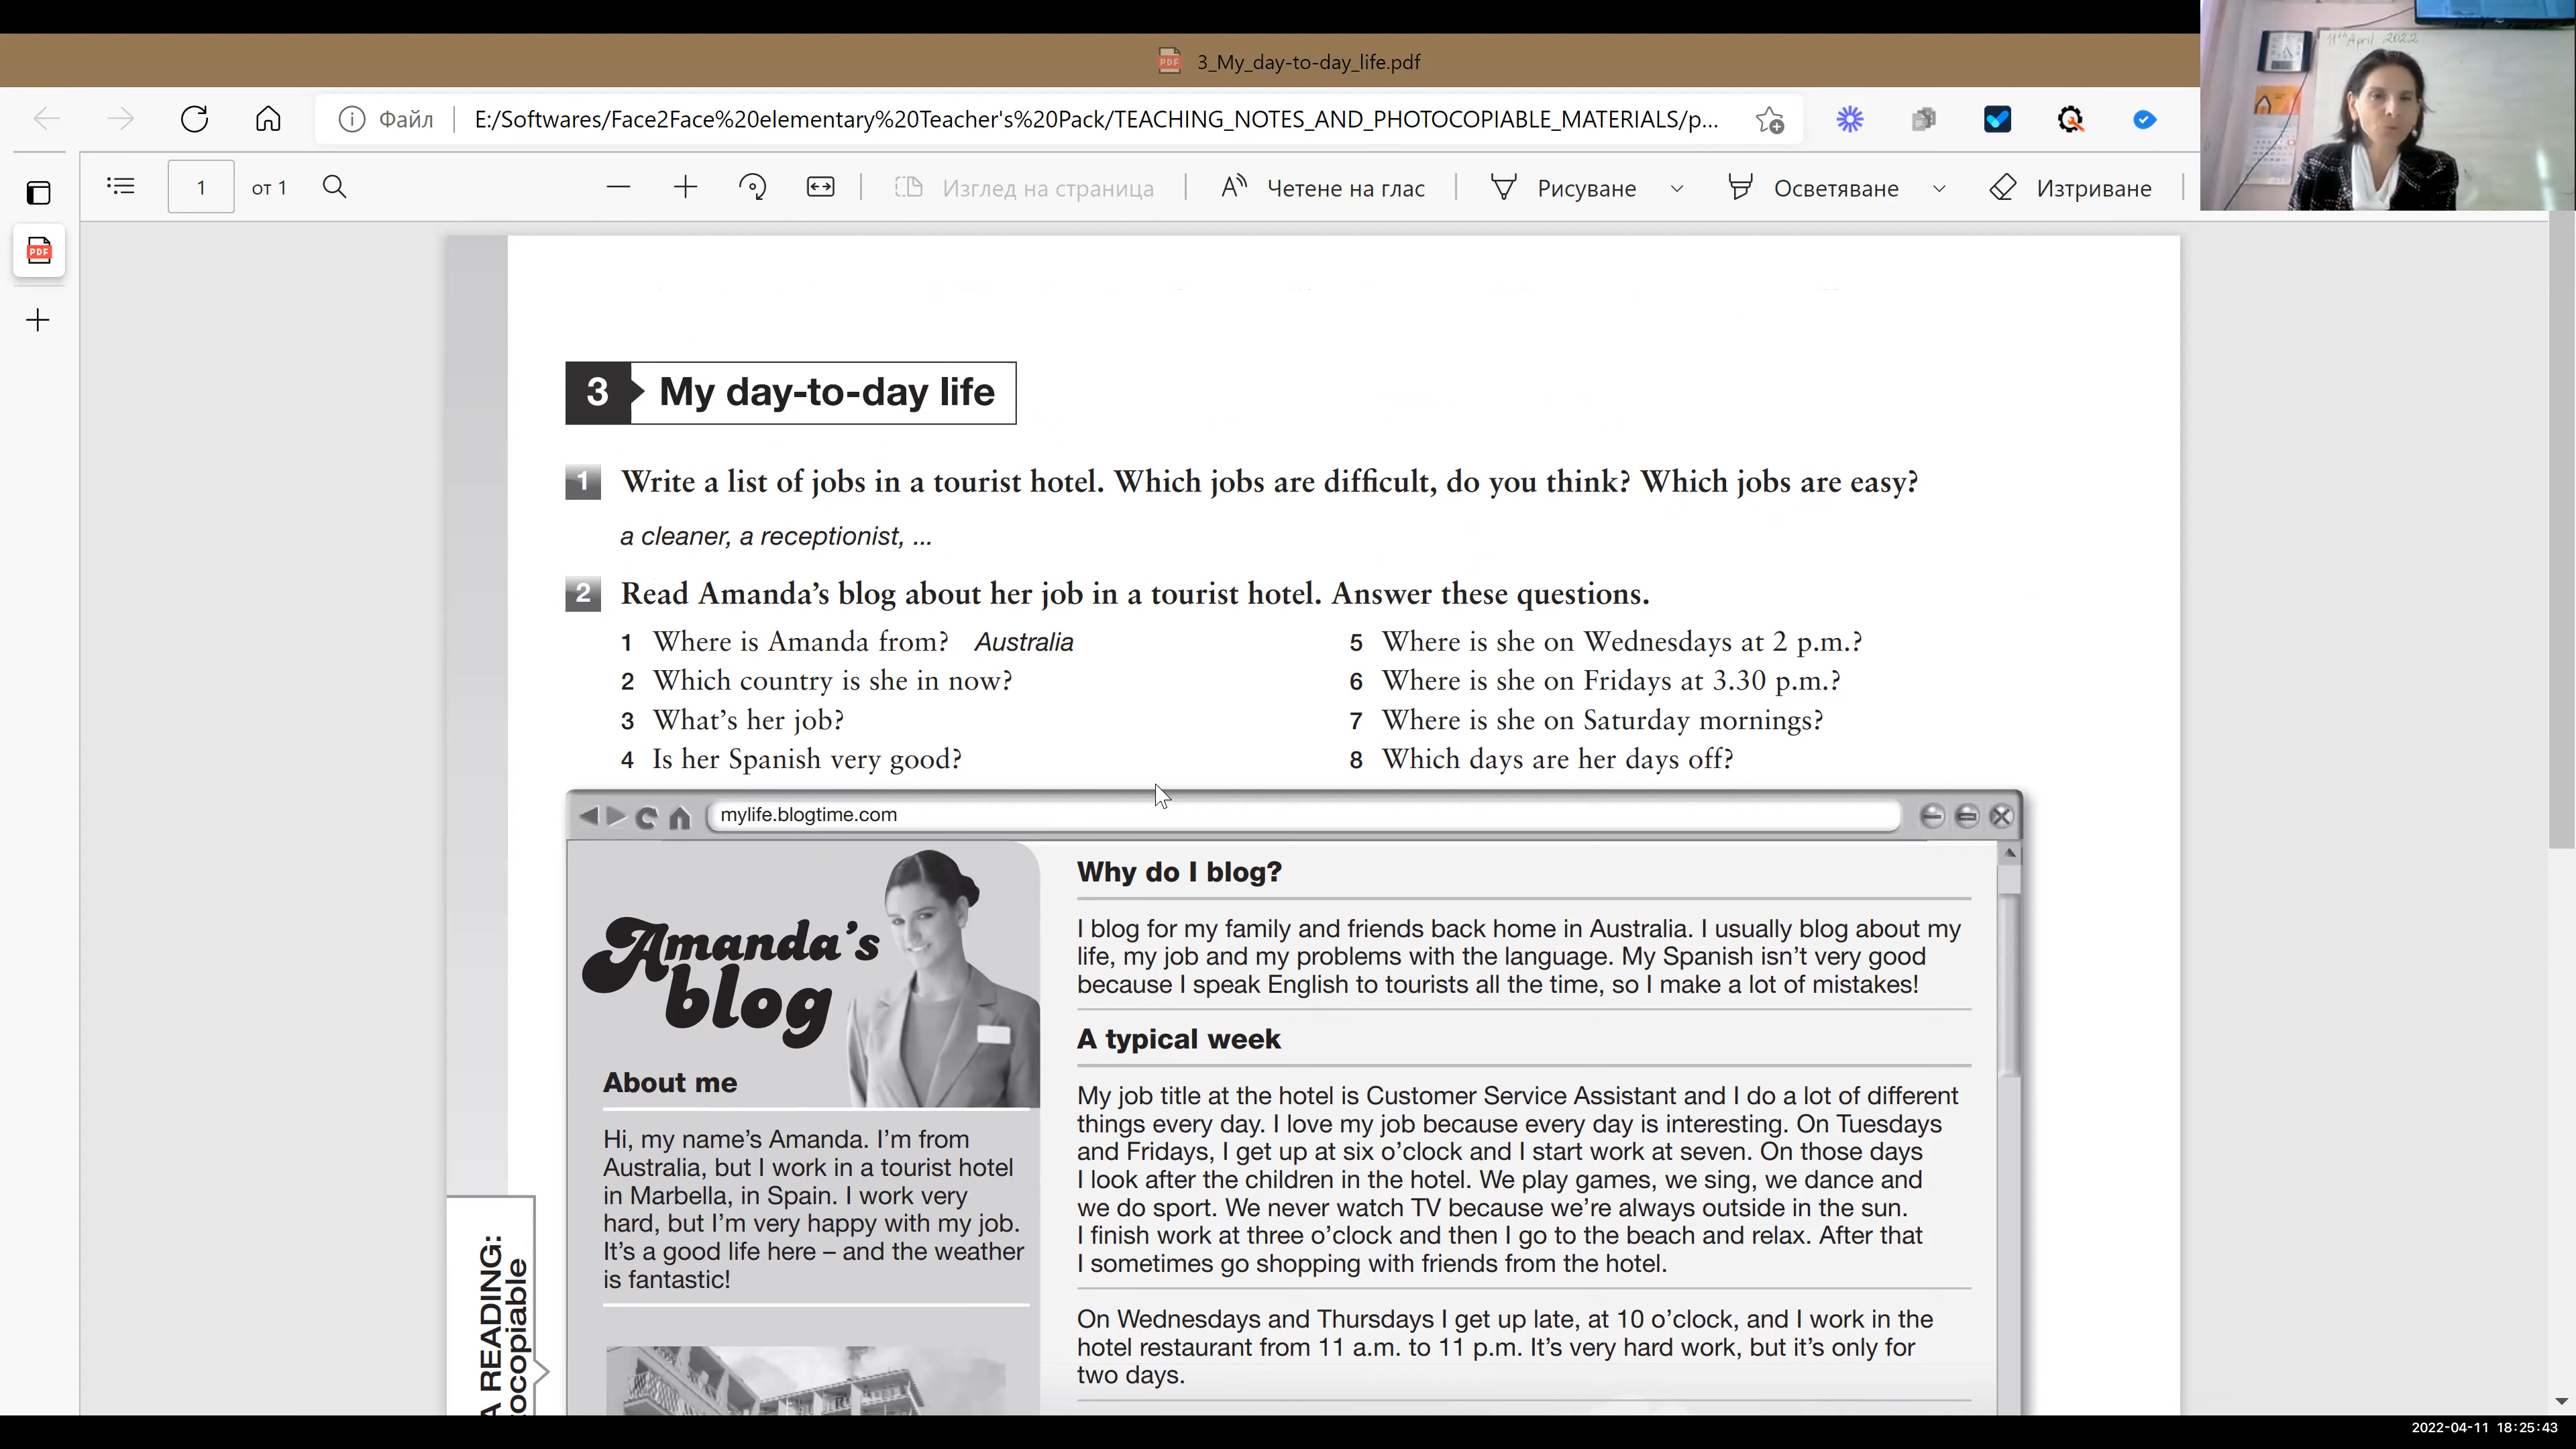 3_My_day-to-day_life.pdf
11th April 2022
Файл
E:/Softwares/Face2Face%20elementary%20Teacher's%20Pack/TEACHING_NOTES_AND_PHOTOCOPIABLE_MATERIALS/p...
1
от 1
Изглед на страница
Четене на глас
Рисуване
Осветяване
Изтриване
PDF
3 My day-to-day life
1 Write a list of jobs in a tourist hotel. Which jobs are difficult, do you think? Which jobs are easy?
a cleaner, a receptionist, ...
2 Read Amanda’s blog about her job in a tourist hotel. Answer these questions.
1 Where is Amanda from? Australia
2 Which country is she in now?
3 What’s her job?
4 Is her Spanish very good?
5 Where is she on Wednesdays at 2 p.m.?
6 Where is she on Fridays at 3.30 p.m.?
7 Where is she on Saturday mornings?
8 Which days are her days off?
mylife.blogtime.com
Amanda’s
blog
About me
Hi, my name’s Amanda. I’m from
Australia, but I work in a tourist hotel
in Marbella, in Spain. I work very
hard, but I’m very happy with my job.
It’s a good life here – and the weather
is fantastic!
Why do I blog?
I blog for my family and friends back home in Australia. I usually blog about my
life, my job and my problems with the language. My Spanish isn’t very good
because I speak English to tourists all the time, so I make a lot of mistakes!
A typical week
My job title at the hotel is Customer Service Assistant and I do a lot of different
things every day. I love my job because every day is interesting. On Tuesdays
and Fridays, I get up at six o’clock and I start work at seven. On those days
I look after the children in the hotel. We play games, we sing, we dance and
we do sport. We never watch TV because we’re always outside in the sun.
I finish work at three o’clock and then I go to the beach and relax. After that
I sometimes go shopping with friends from the hotel.
On Wednesdays and Thursdays I get up late, at 10 o’clock, and I work in the
hotel restaurant from 11 a.m. to 11 p.m. It’s very hard work, but it’s only for
two days.
A READING:
ocopiable
2022-04-11 18:25:43